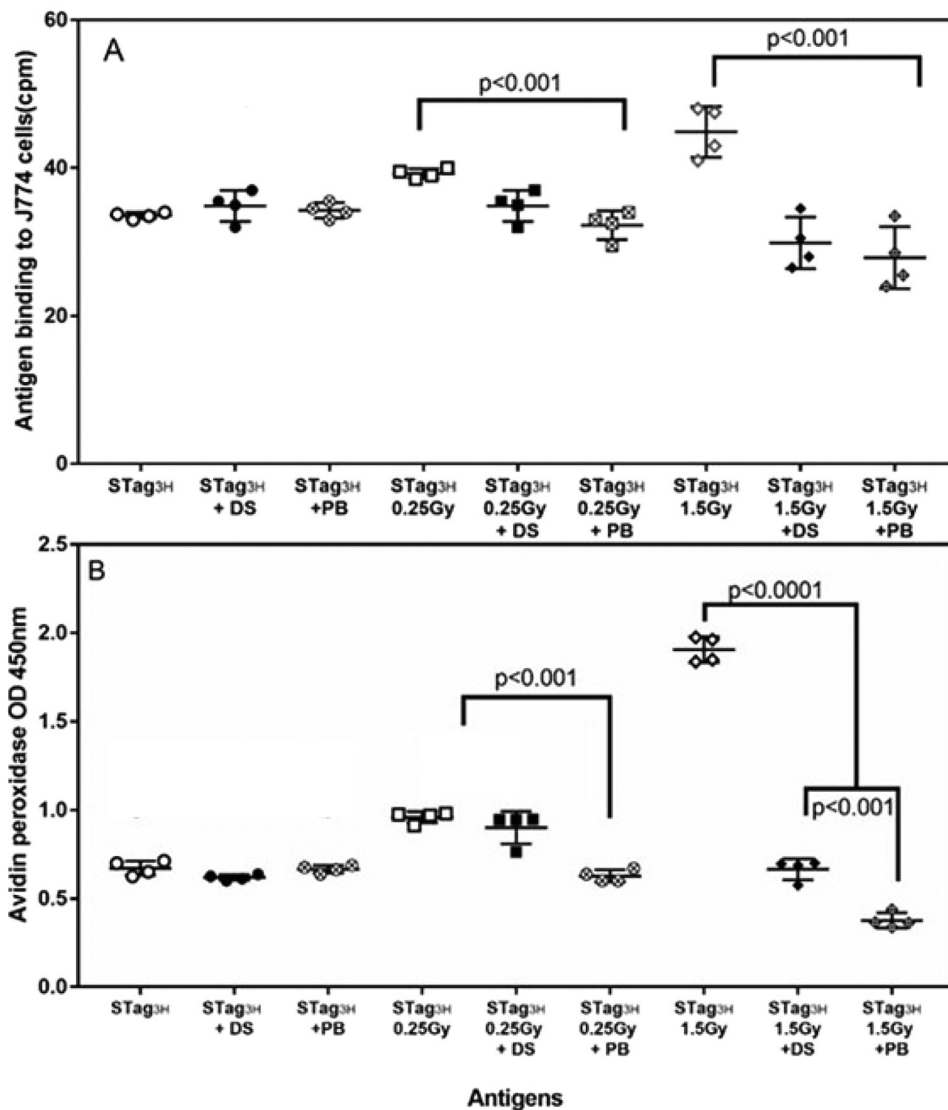 A
Antigen binding to J774 cells(cpm)
60
40
20
0
p<0.001
p<0.001
STag3H
STag3H
+ DS
STag3H
+PB
STag3H
0.25Gy
STag3H
0.25Gy
+ DS
STag3H
0.25Gy
+ PB
STag3H
1.5Gy
STag3H
1.5Gy
+DS
STag3H
1.5Gy
+PB
B
Avidin peroxidase OD 450nm
2.5
2.0
1.5
1.0
0.5
0.0
p<0.001
p<0.0001
p<0.001
STag3H
STag3H
+ DS
STag3H
+PB
STag3H
0.25Gy
STag3H
0.25Gy
+ DS
STag3H
0.25Gy
+ PB
STag3H
1.5Gy
STag3H
1.5Gy
+DS
STag3H
1.5Gy
+PB
Antigens